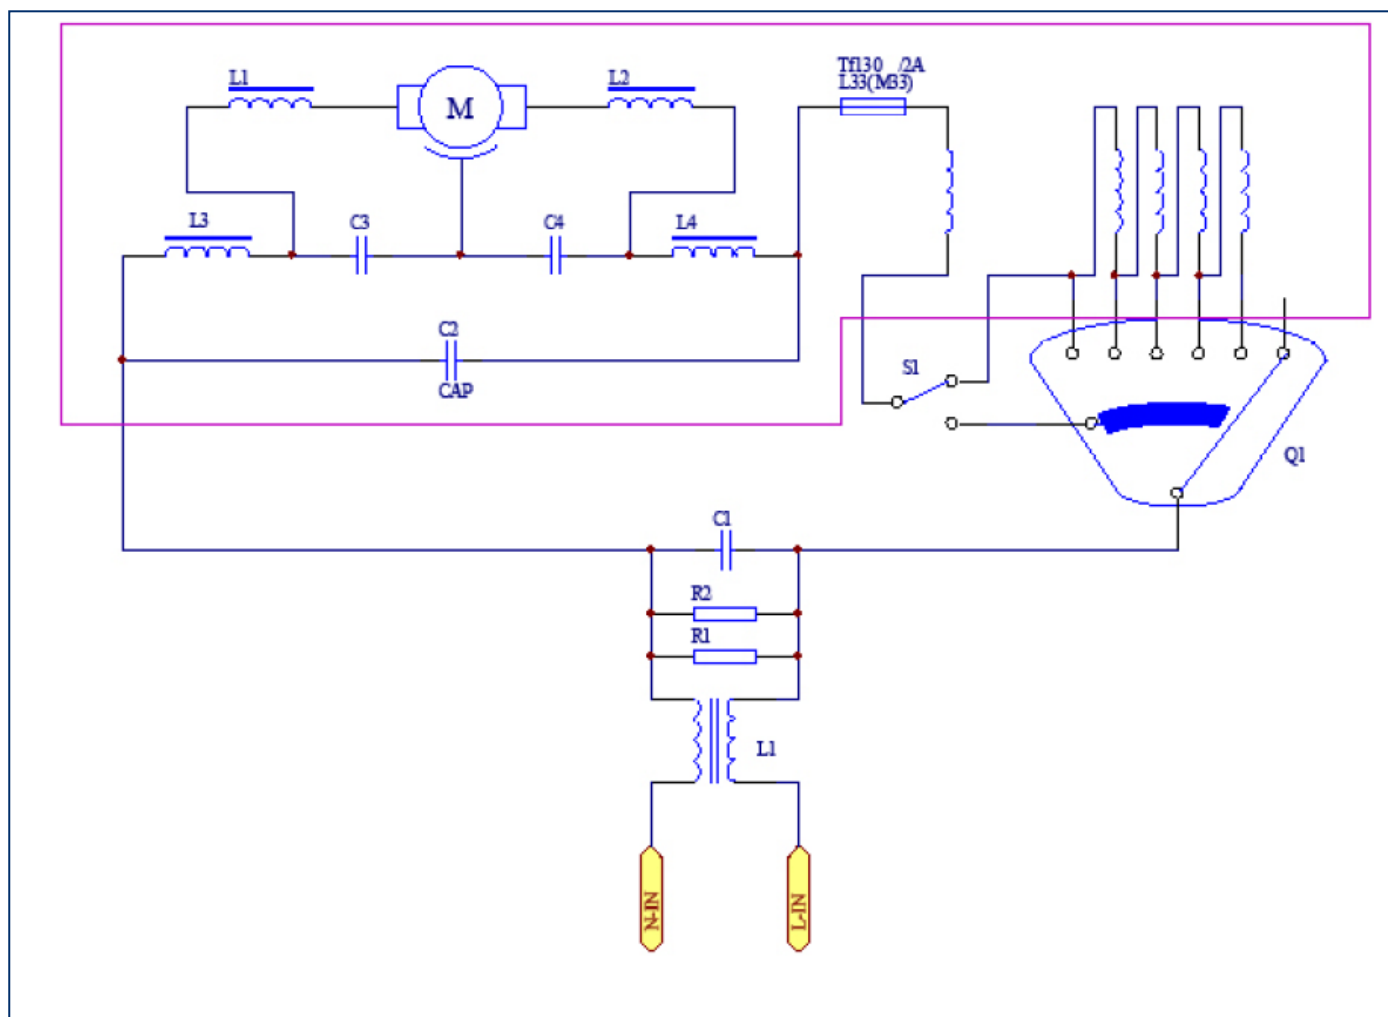 L1
M
L2
Tf130 /2A
L33(M33)
L3
C3
C4
L4
C2
CAP
S1
Q1
C1
R2
R1
L1
N-IN
L-IN